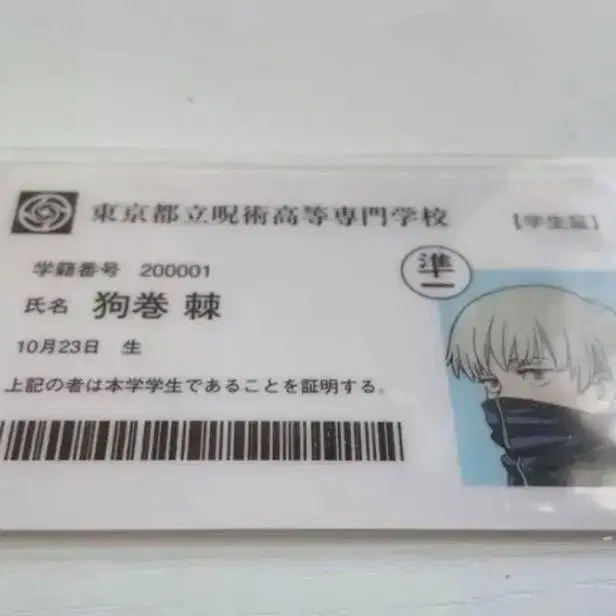 東京都立呪術高等専門学校 【学生証】
学籍番号 200001
準一
氏名 狗巻 棘
10月23日 生
上記の者は本学学生であることを証明する。